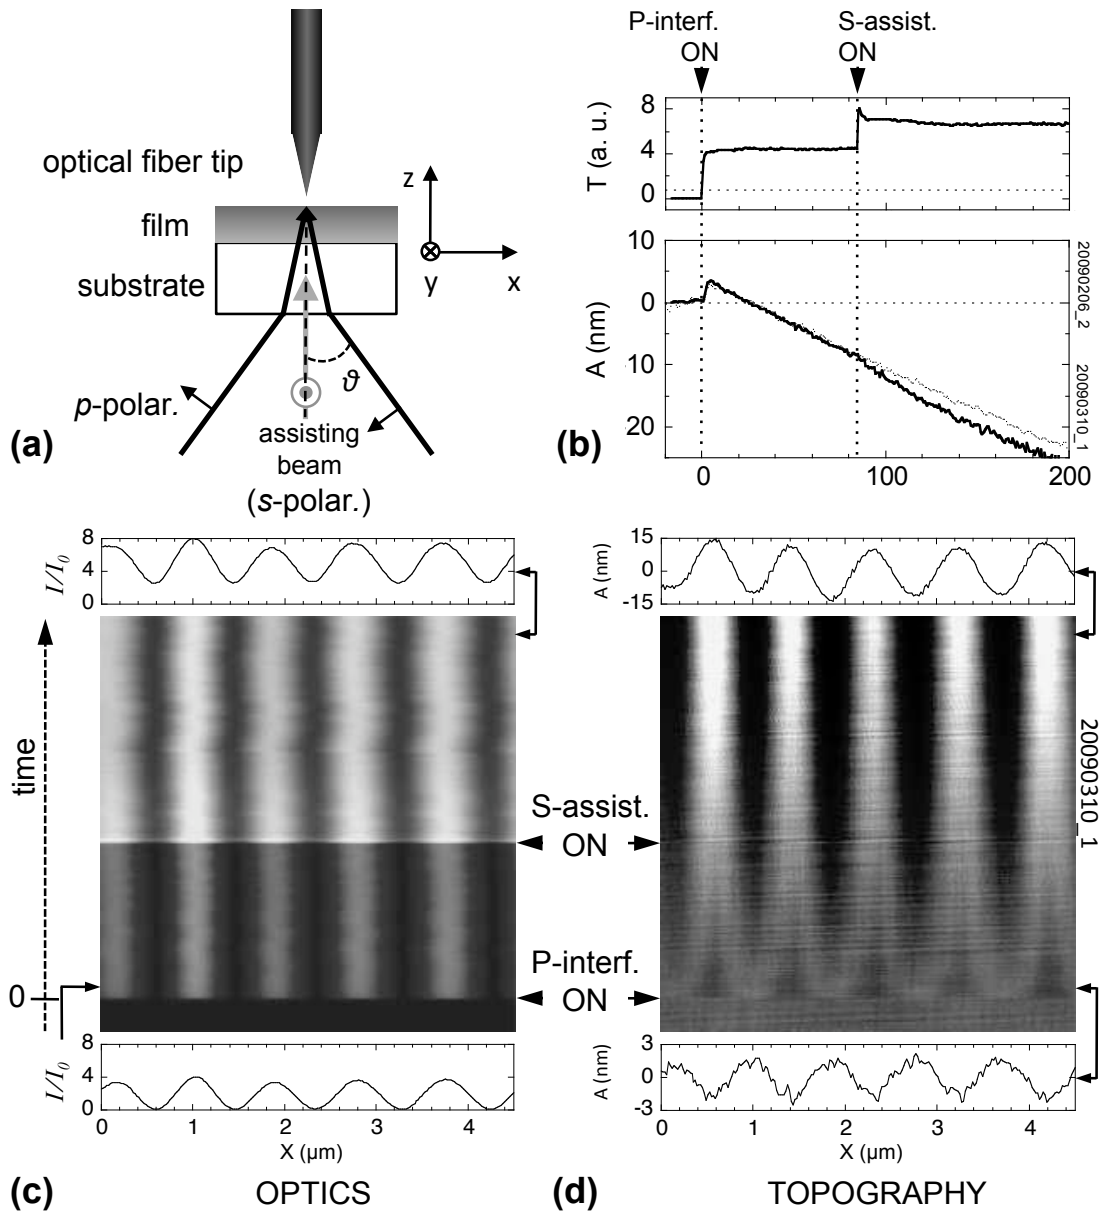 P-interf.
ON
S-assist.
ON
optical fiber tip
film
substrate
z
y
x
p-polar.
ϑ
assisting
beam
(s-polar.)
(a)
T (a. u.)
8
4
0
A (nm)
10
0
10
20
0
100
200
20090206_2
20090310_1
(b)
I/I0
8
4
0
A (nm)
15
0
-15
time
0
S-assist.
ON
P-interf.
ON
20090310_1
I/I0
8
4
0
0
1
2
3
4
X (μm)
A (nm)
3
0
-3
0
1
2
3
4
X (μm)
(c)
OPTICS
(d)
TOPOGRAPHY